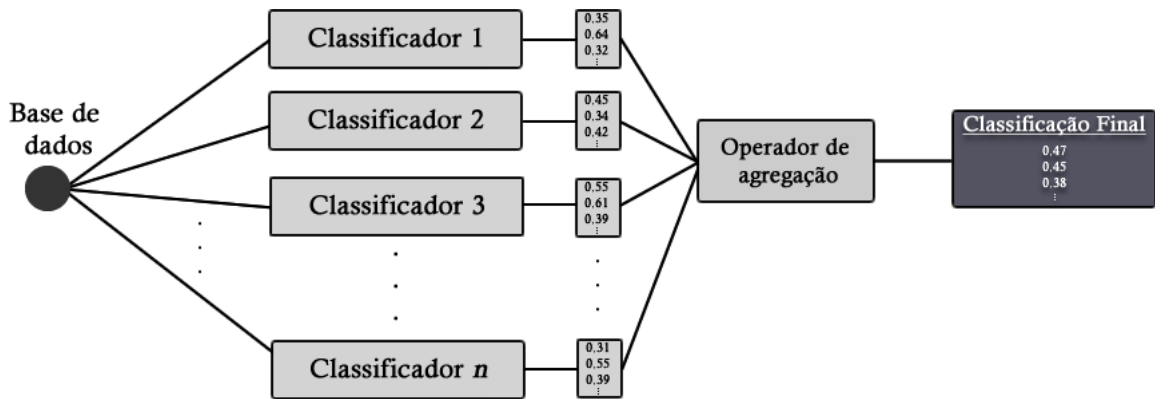 Base de
dados
Classificador 1
0,35
0,64
0,32
Classificador 2
0,45
0,34
0,42
Classificador 3
0,55
0,61
0,39
Classificador n
0,31
0,55
0,39
Operador de
agregação
Classificação Final
0,47
0,45
0,38